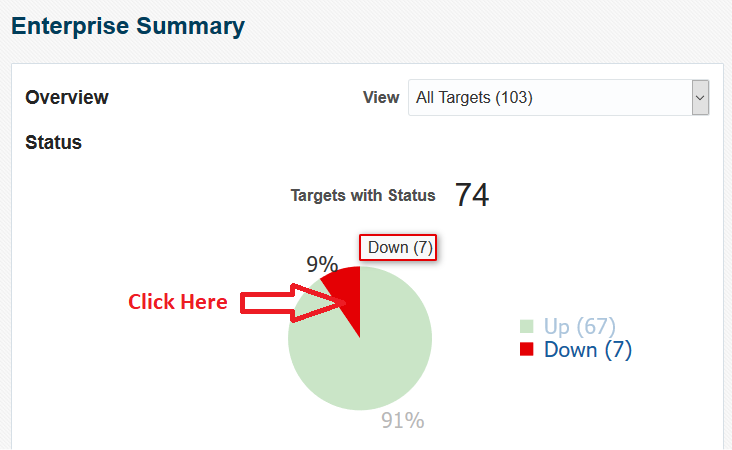 Enterprise Summary
Overview
View All Targets (103)
Status
Targets with Status 74
Down (7)
9%
Click Here
Up (67)
Down (7)
91%